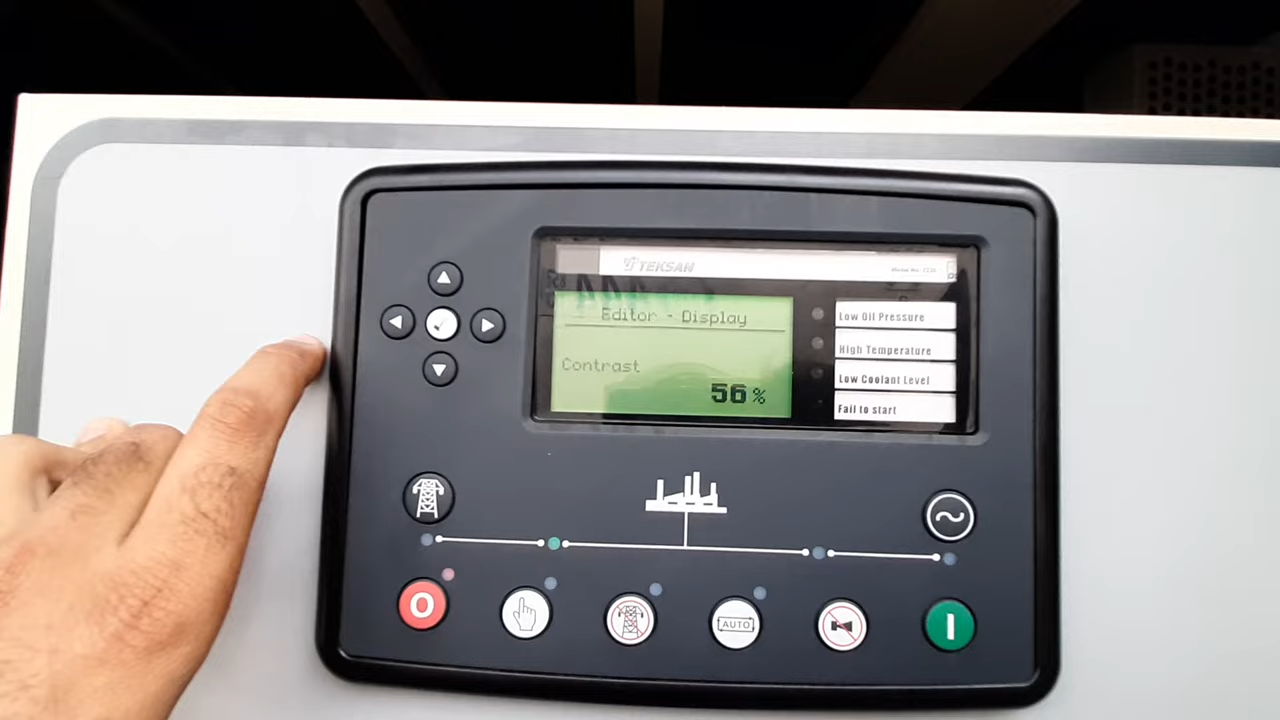 TEKSAN
Editor - Display
Contrast
56 %
Low Oil Pressure
High Temperature
Low Coolant Level
Fail to start
O
AUTO
I